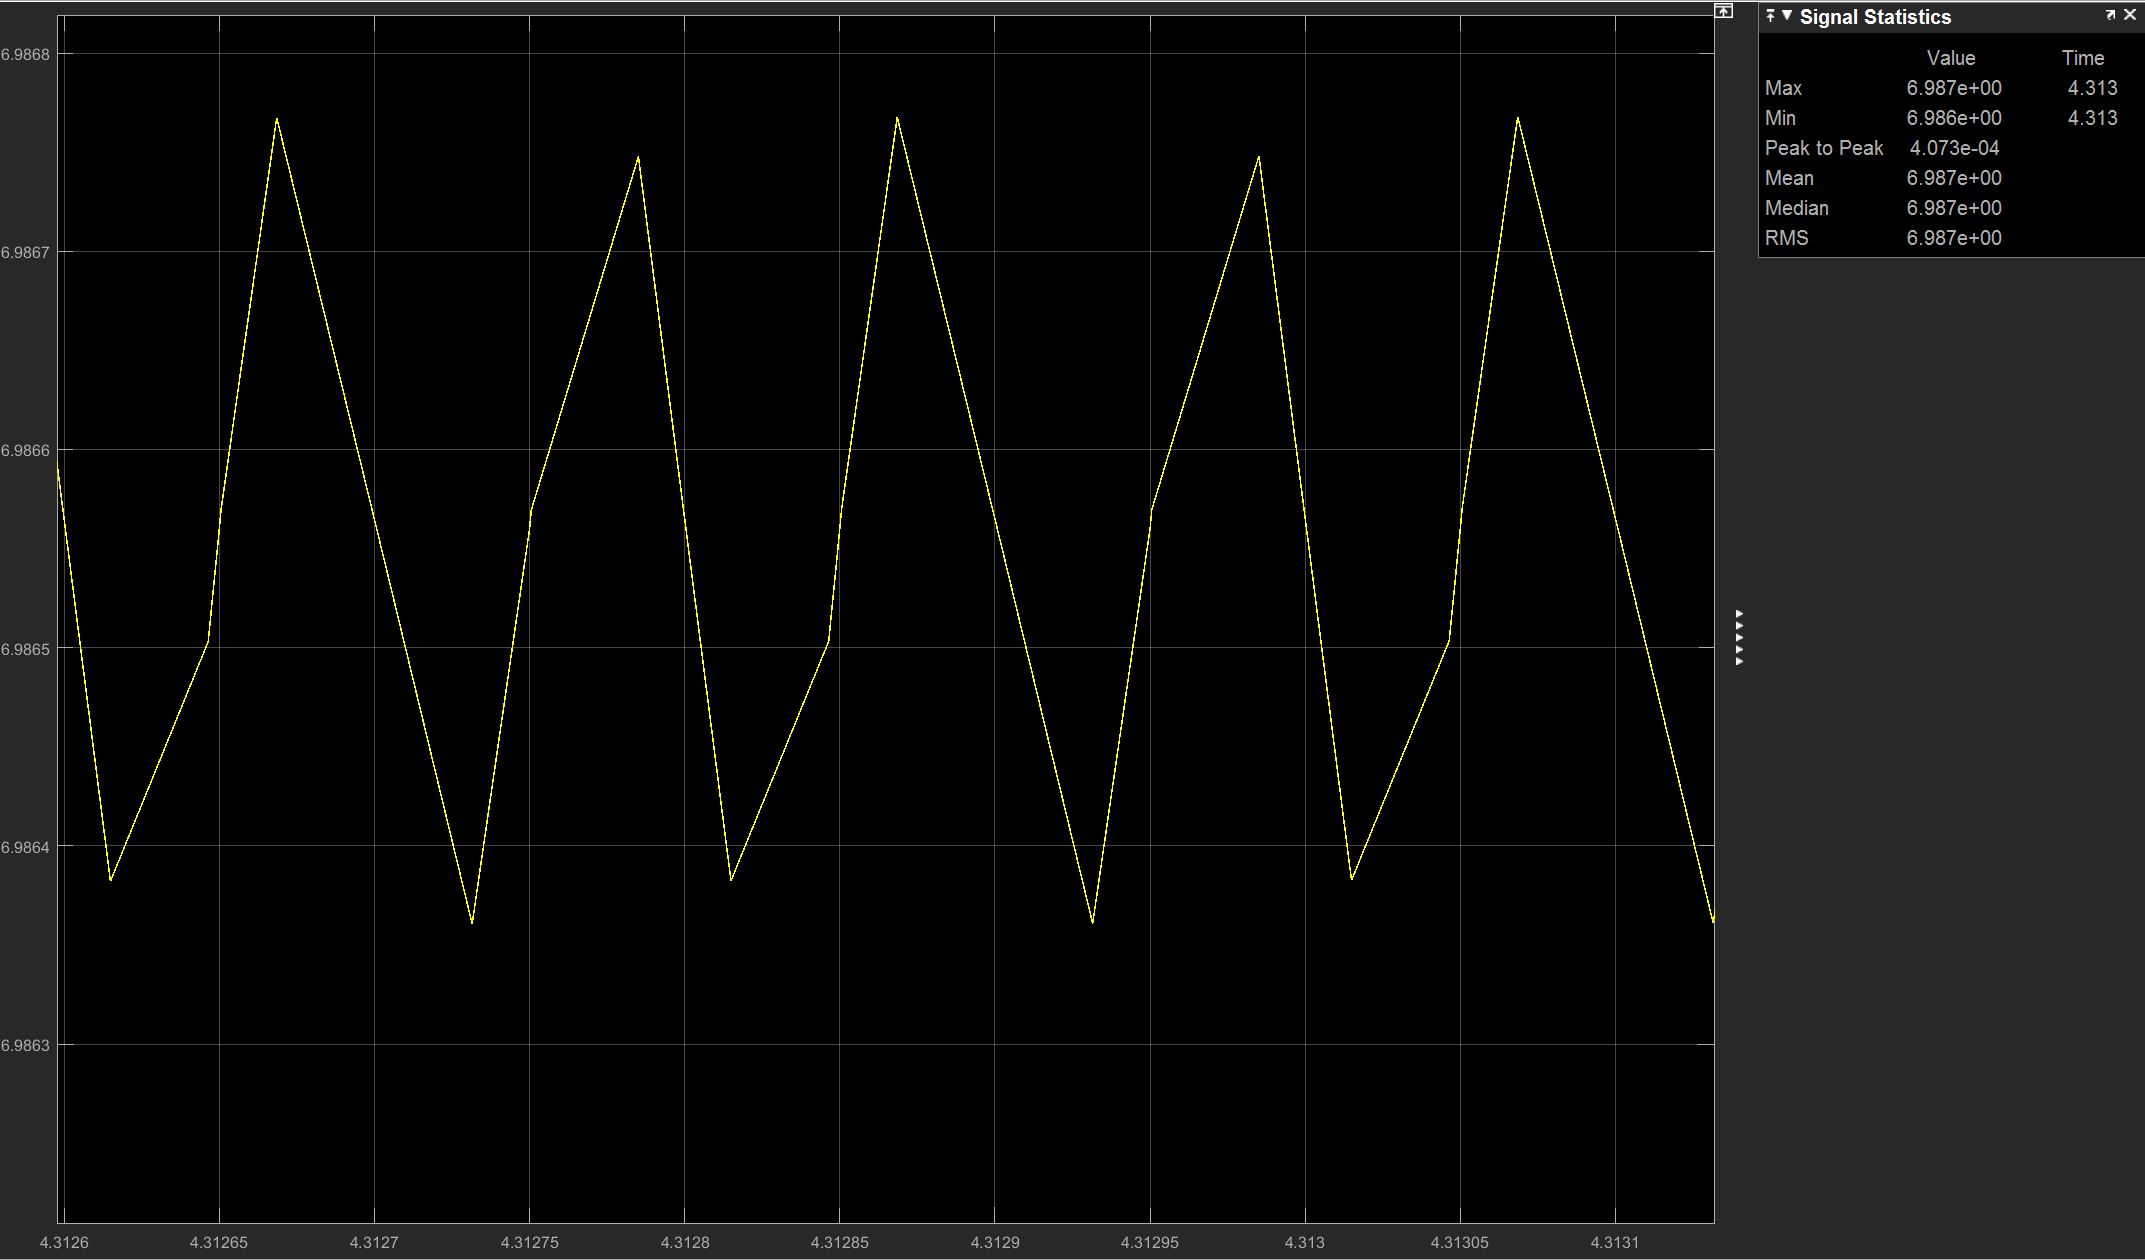 Signal Statistics
Value Time
Max 6.987e+00 4.313
Min 6.986e+00 4.313
Peak to Peak 4.073e-04
Mean 6.987e+00
Median 6.987e+00
RMS 6.987e+00
6.9868
6.9867
6.9866
6.9865
6.9864
6.9863
4.3126 4.31265 4.3127 4.31275 4.3128 4.31285 4.3129 4.31295 4.313 4.31305 4.3131